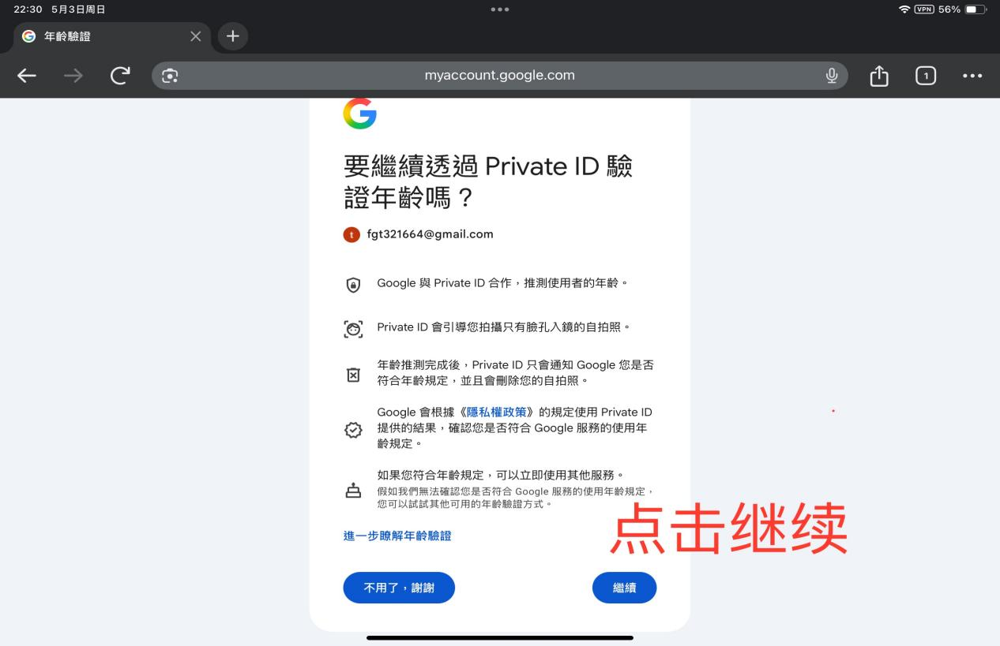 22:30 5月3日周日
VPN 56%
年齡驗證
myaccount.google.com
1
要繼續透過 Private ID 驗
證年齡嗎？
t fgt321664@gmail.com
Google 與 Private ID 合作，推測使用者的年齡。
Private ID 會引導您拍攝只有臉孔入鏡的自拍照。
年齡推測完成後，Private ID 只會通知 Google 您是否
符合年齡規定，並且會刪除您的自拍照。
Google 會根據《隱私權政策》的規定使用 Private ID
提供的結果，確認您是否符合 Google 服務的使用年
齡規定。
如果您符合年齡規定，可以立即使用其他服務。
假如我們無法確認您是否符合 Google 服務的使用年齡規定，
您可以試試其他可用的年齡驗證方式。
点击继续
進一步瞭解年齡驗證
不用了，謝謝
繼續